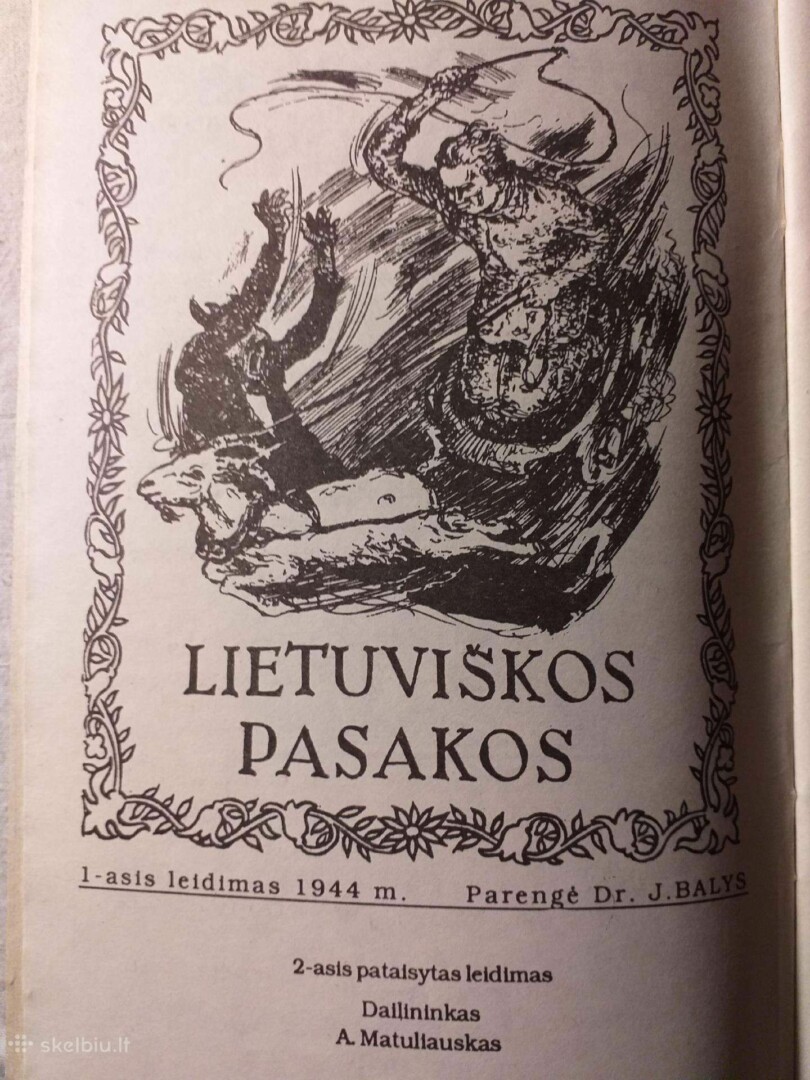 LIETUVIŠKOS
PASAKOS
1-asis leidimas 1944 m. Parengė Dr. J. BALYS
2-asis pataisytas leidimas
Dailininkas
A. Matuliauskas
skelbiu.lt